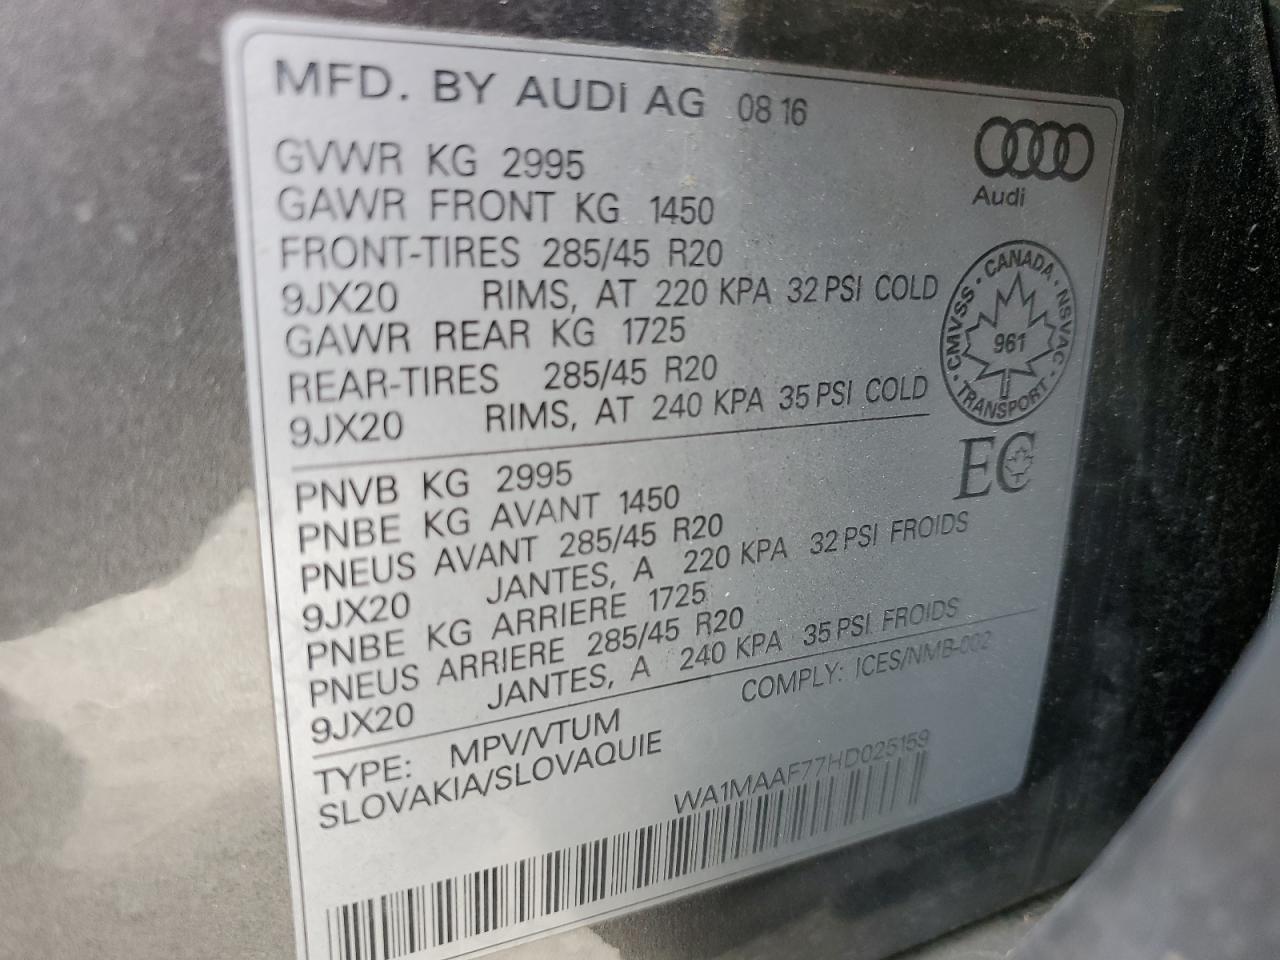 MFD. BY AUDI AG 08 16
Audi
GVWR KG 2995
GAWR FRONT KG 1450
FRONT-TIRES 285/45 R20
9JX20 RIMS, AT 220 KPA 32 PSI COLD
GAWR REAR KG 1725
REAR-TIRES 285/45 R20
9JX20 RIMS, AT 240 KPA 35 PSI COLD
CANADA · NSVAC · TRANSPORT · CMVSS ·
961
EC
PNVB KG 2995
PNBE KG AVANT 1450
PNEUS AVANT 285/45 R20
9JX20 JANTES, A 220 KPA 32 PSI FROIDS
PNBE KG ARRIERE 1725
PNEUS ARRIERE 285/45 R20
9JX20 JANTES, A 240 KPA 35 PSI FROIDS
TYPE: MPV/VTUM COMPLY: ICES/NMB-002
SLOVAKIA/SLOVAQUIE
WA1MAAF77HD025159